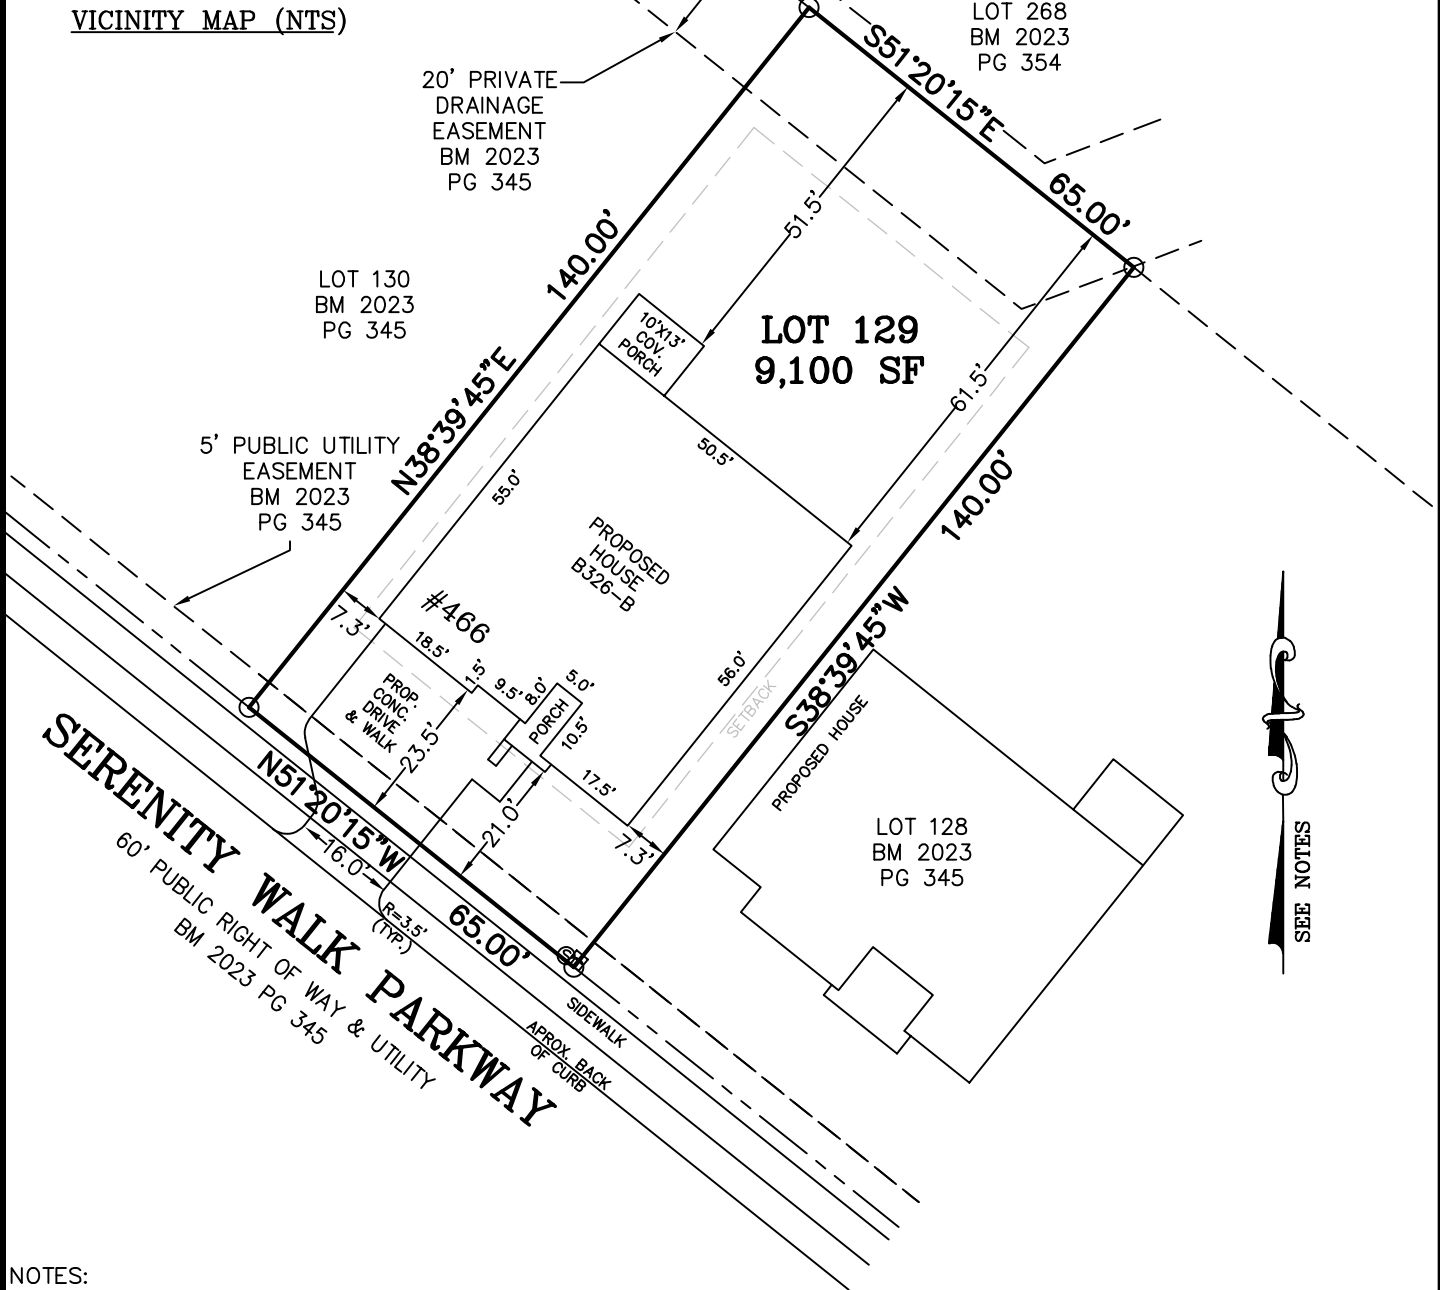 VICINITY MAP (NTS)
LOT 268
BM 2023
PG 354
20' PRIVATE
DRAINAGE
EASEMENT
BM 2023
PG 345
S51°20'15"E
65.00'
51.5'
140.00'
LOT 130
BM 2023
PG 345
10'X13'
COV.
PORCH
LOT 129
9,100 SF
61.5'
N38°39'45"E
5' PUBLIC UTILITY
EASEMENT
BM 2023
PG 345
50.5'
55.0'
140.00'
PROPOSED
HOUSE
B326-B
#466
7.3'
18.5'
1.5'
9.5'
8.0'
5.0'
56.0'
S38°39'45"W
SETBACK
PROP.
CONC.
DRIVE
& WALK
23.5'
PORCH
10.5'
17.5'
21.0'
7.3'
PROPOSED HOUSE
LOT 128
BM 2023
PG 345
N51°20'15"W
65.00'
16.0'
R=3.5'
(TYP.)
SERENITY WALK PARKWAY
60' PUBLIC RIGHT OF WAY & UTILITY
BM 2023 PG 345
SIDEWALK
APROX. BACK
OF CURB
SEE NOTES
NOTES: